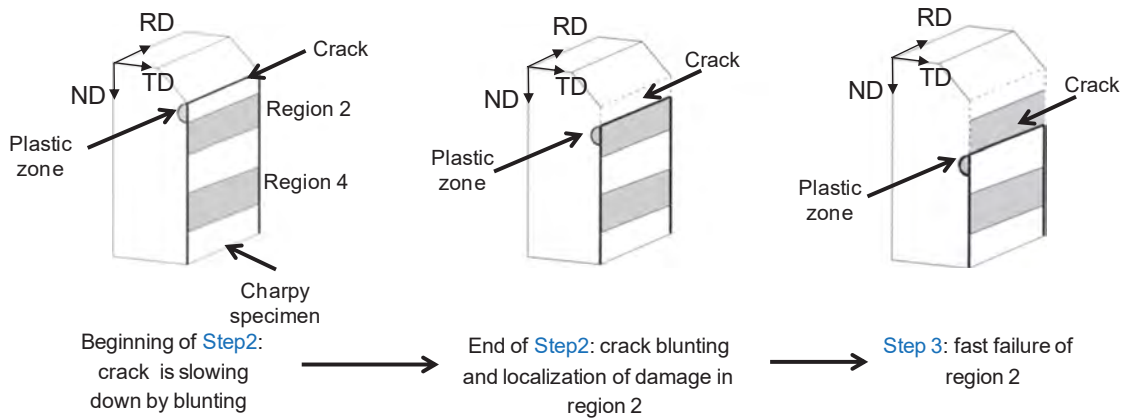 RD
TD
ND
Crack
Region 2
Plastic
zone
Region 4
Charpy
specimen
RD
TD
ND
Crack
Plastic
zone
RD
TD
ND
Crack
Plastic
zone
Beginning of Step2:
crack is slowing
down by blunting
End of Step2: crack blunting
and localization of damage in
region 2
Step 3: fast failure of
region 2